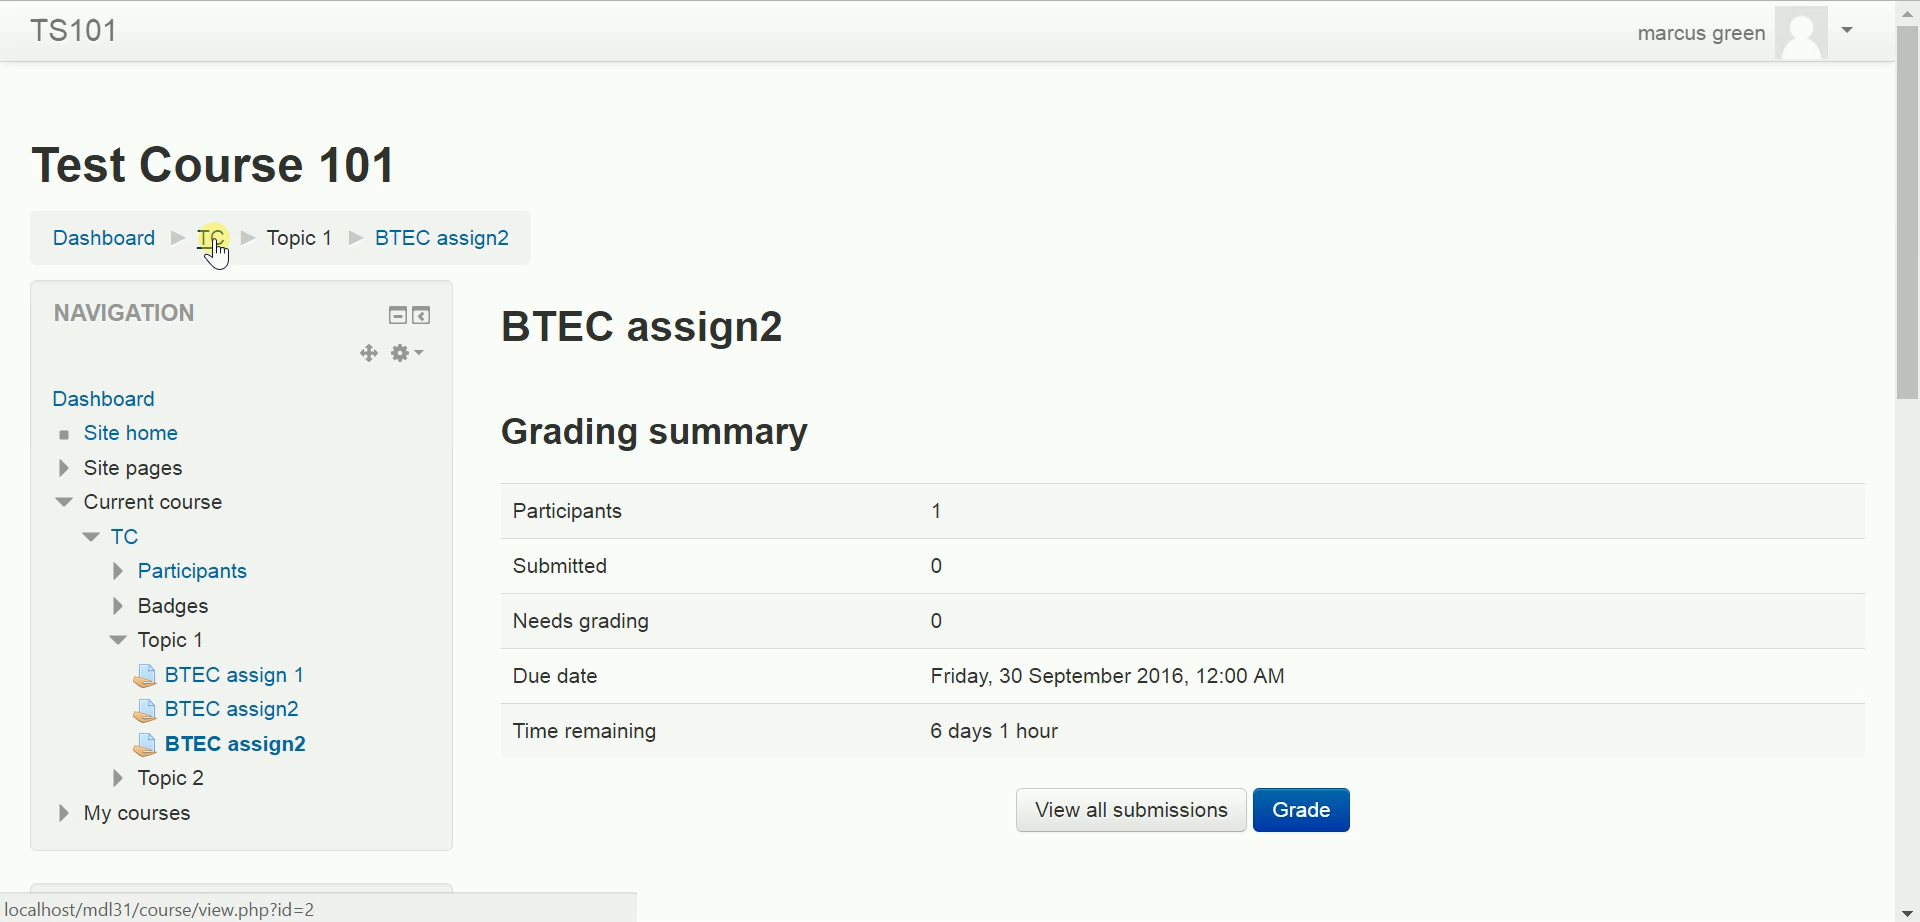 TS101
marcus green
Test Course 101
Dashboard TC Topic 1 BTEC assign2
NAVIGATION
Dashboard
Site home
Site pages
Current course
TC
Participants
Badges
Topic 1
BTEC assign 1
BTEC assign2
BTEC assign2
Topic 2
My courses
BTEC assign2
Grading summary
Participants 1
Submitted 0
Needs grading 0
Due date Friday, 30 September 2016, 12:00 AM
Time remaining 6 days 1 hour
View all submissions Grade
localhost/mdl31/course/view.php?id=2